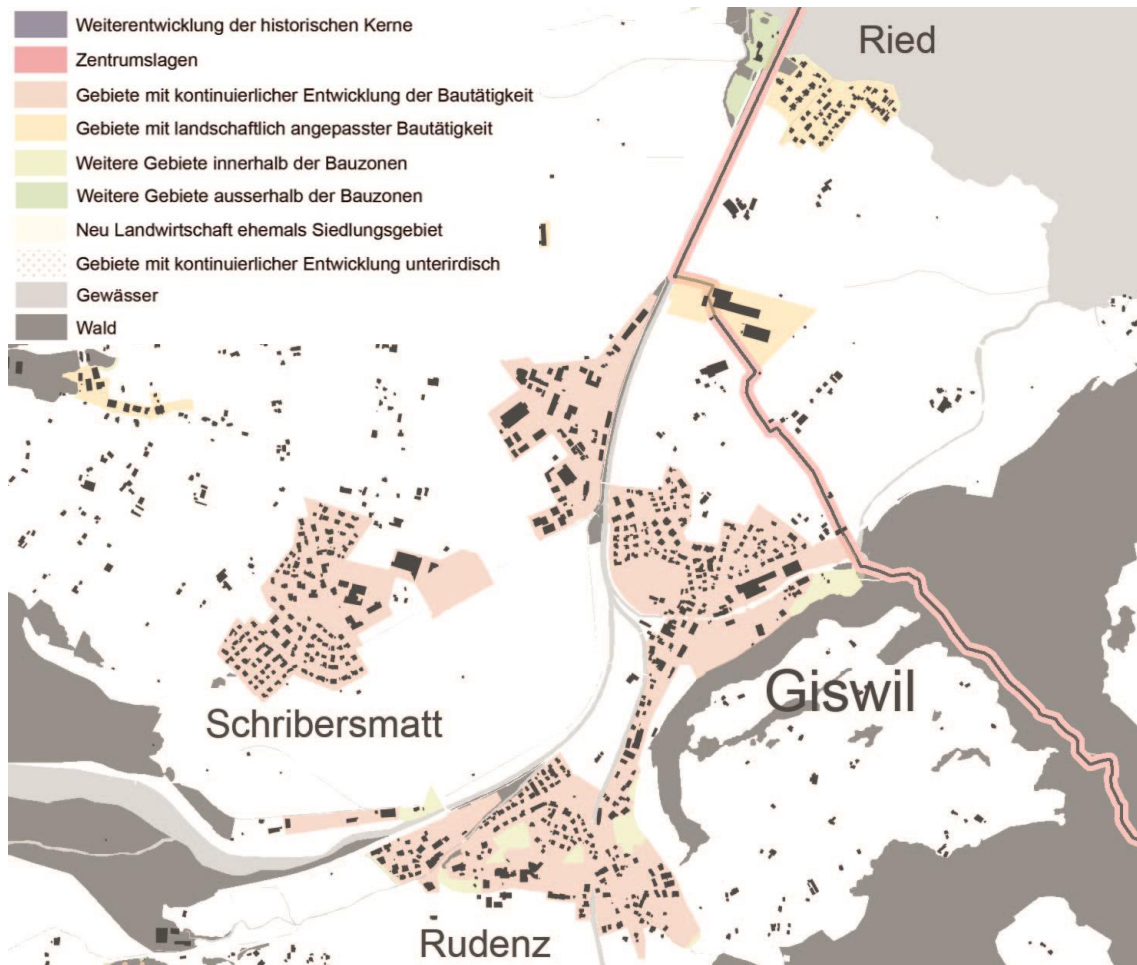 Weiterentwicklung der historischen Kerne
Zentrumslagen
Gebiete mit kontinuierlicher Entwicklung der Bautätigkeit
Gebiete mit landschaftlich angepasster Bautätigkeit
Weitere Gebiete innerhalb der Bauzonen
Weitere Gebiete ausserhalb der Bauzonen
Neu Landwirtschaft ehemals Siedlungsgebiet
Gebiete mit kontinuierlicher Entwicklung unterirdisch
Gewässer
Wald
Ried
Giswil
Schribersmatt
Rudenz